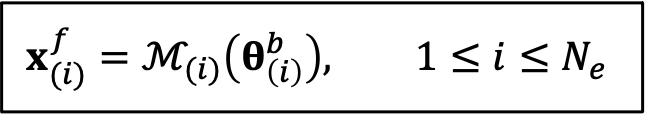 𝐱^f_(i) = ℳ_(i)(𝛉^b_(i)), 1 ≤ i ≤ N_e